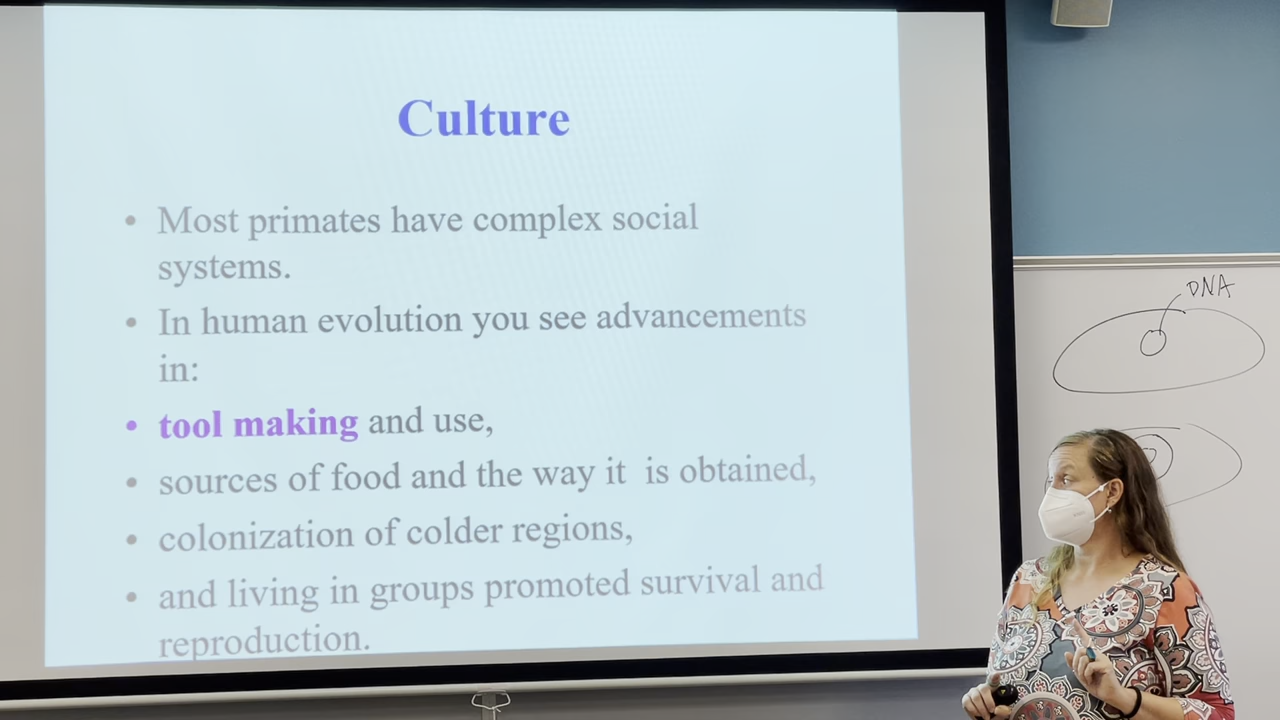 Culture
• Most primates have complex social
systems.
• In human evolution you see advancements
in:
• tool making and use,
• sources of food and the way it  is obtained,
• colonization of colder regions,
• and living in groups promoted survival and
reproduction.
DNA